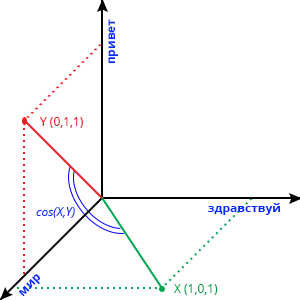 привет
Y (0,1,1)
cos(X,Y)
здравствуй
мир
X (1,0,1)